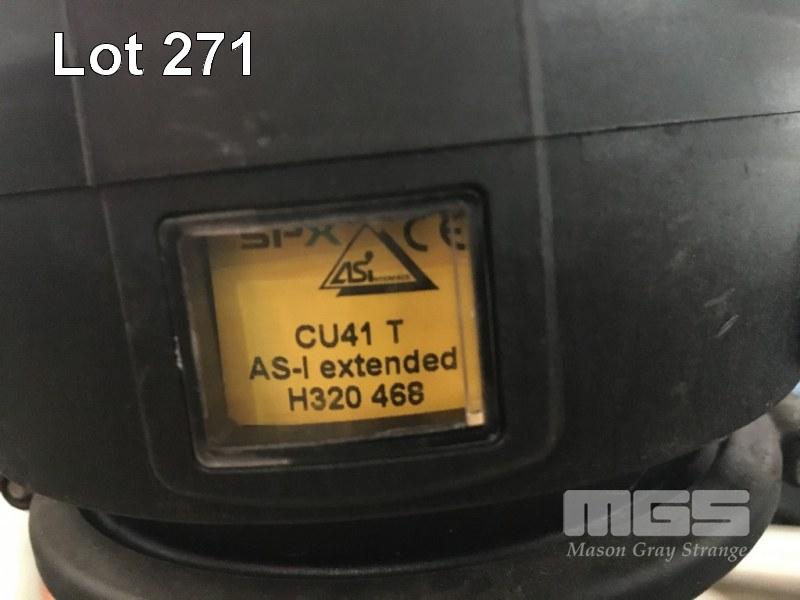 Lot 271
SPX CE
ASi
CU41 T
AS-I extended
H320 468
MGS
Mason Gray Strange